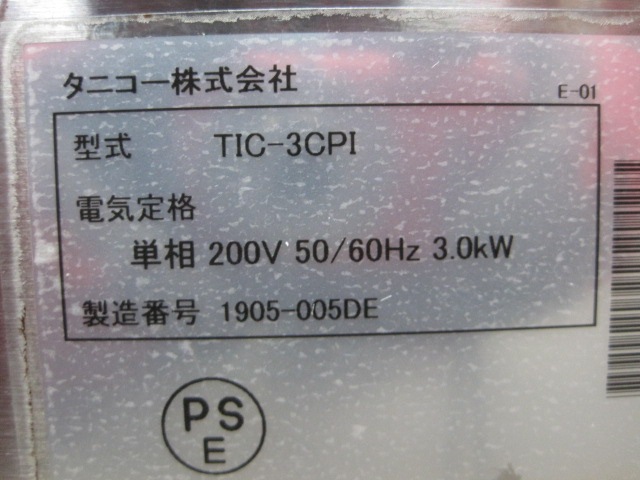 タニコー株式会社
E-01
型式 TIC-3CPI
電気定格
単相 200V 50/60Hz 3.0kW
製造番号 1905-005DE
PS
E